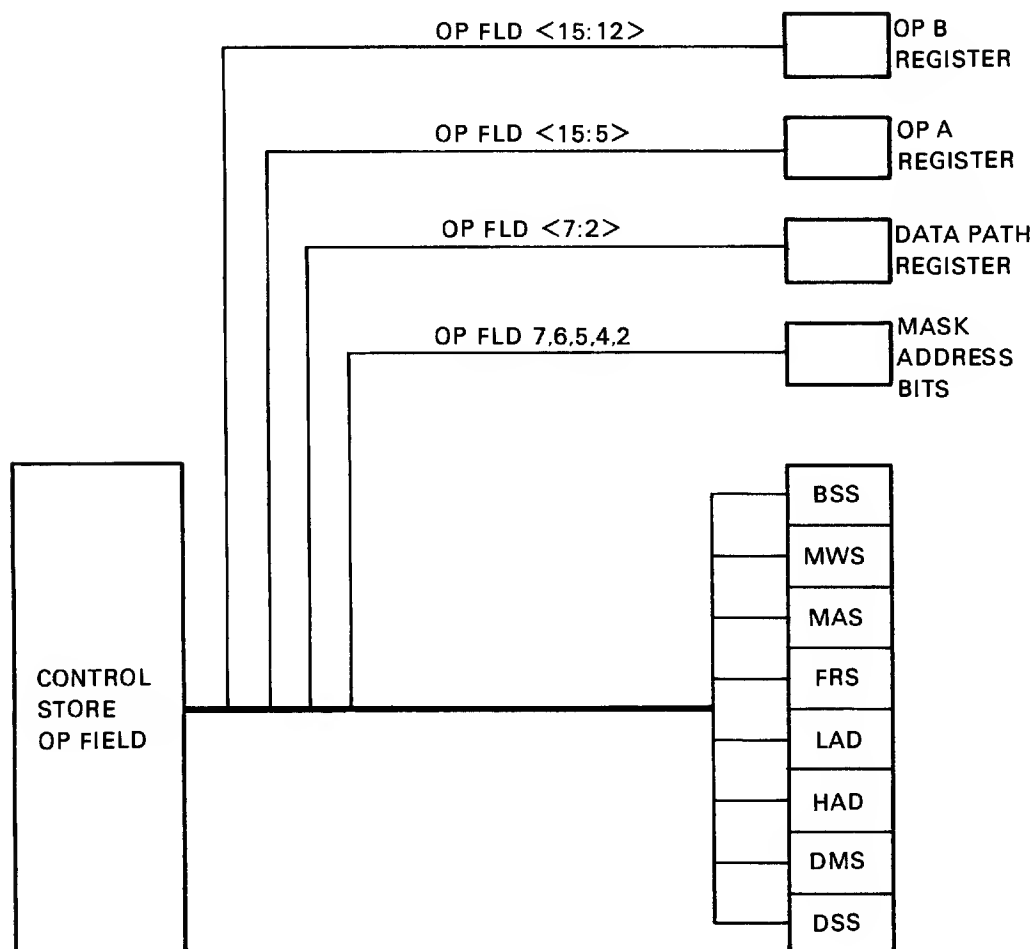 OP FLD <15:12>
OP B
REGISTER
OP FLD <15:5>
OP A
REGISTER
OP FLD <7:2>
DATA PATH
REGISTER
OP FLD 7,6,5,4,2
MASK
ADDRESS
BITS
CONTROL
STORE
OP FIELD
BSS
MWS
MAS
FRS
LAD
HAD
DMS
DSS